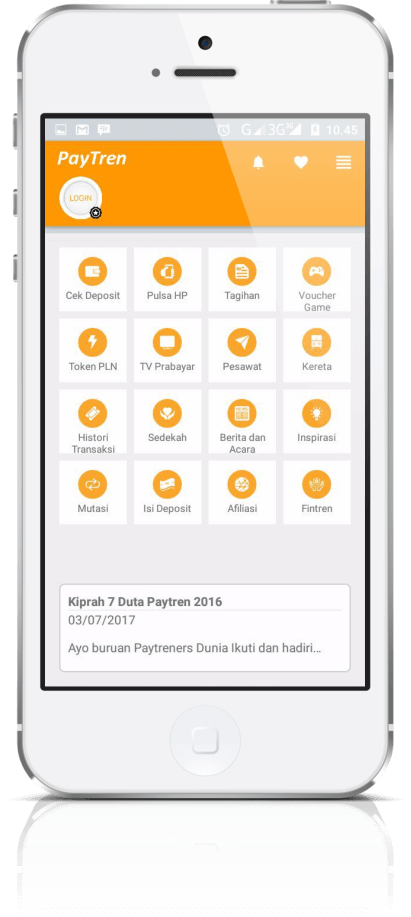 G 3G 10.45
PayTren
LOGIN
Cek Deposit Pulsa HP Tagihan Voucher
Game
Token PLN TV Prabayar Pesawat Kereta
Histori Sedekah Berita dan Inspirasi
Transaksi Acara
Mutasi Isi Deposit Afiliasi Fintren
Kiprah 7 Duta Paytren 2016
03/07/2017
Ayo buruan Paytreners Dunia Ikuti dan hadiri...